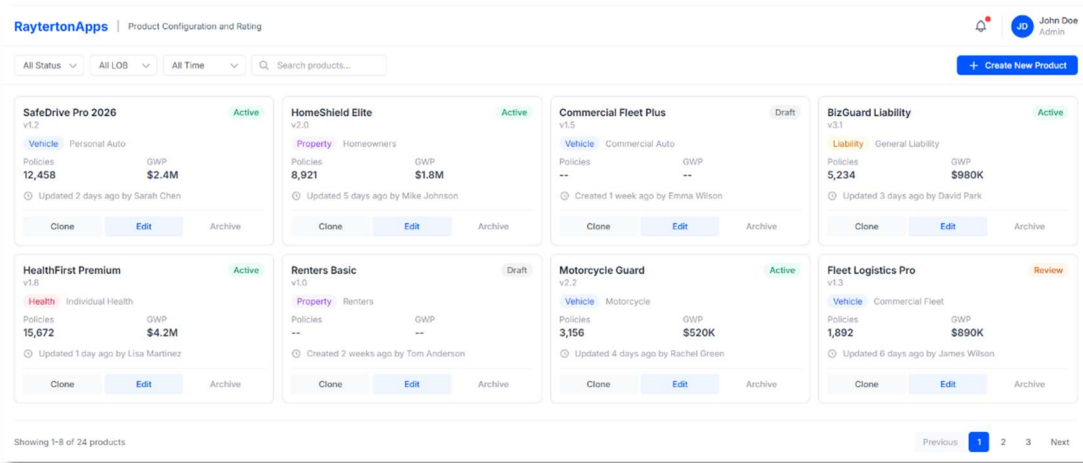 RaytertonApps | Product Configuration and Rating
JD
John Doe
Admin
All Status
All LOB
All Time
Search products...
+ Create New Product
SafeDrive Pro 2026
Active
v1.2
Vehicle Personal Auto
Policies GWP
12,458 $2.4M
Updated 2 days ago by Sarah Chen
Clone Edit Archive
HomeShield Elite
Active
v2.0
Property Homeowners
Policies GWP
8,921 $1.8M
Updated 5 days ago by Mike Johnson
Clone Edit Archive
Commercial Fleet Plus
Draft
v1.5
Vehicle Commercial Auto
Policies GWP
-- --
Created 1 week ago by Emma Wilson
Clone Edit Archive
BizGuard Liability
Active
v3.1
Liability General Liability
Policies GWP
5,234 $980K
Updated 3 days ago by David Park
Clone Edit Archive
HealthFirst Premium
Active
v1.8
Health Individual Health
Policies GWP
15,672 $4.2M
Updated 1 day ago by Lisa Martinez
Clone Edit Archive
Renters Basic
Draft
v1.0
Property Renters
Policies GWP
-- --
Created 2 weeks ago by Tom Anderson
Clone Edit Archive
Motorcycle Guard
Active
v2.2
Vehicle Motorcycle
Policies GWP
3,156 $520K
Updated 4 days ago by Rachel Green
Clone Edit Archive
Fleet Logistics Pro
Review
v1.3
Vehicle Commercial Fleet
Policies GWP
1,892 $890K
Updated 6 days ago by James Wilson
Clone Edit Archive
Showing 1-8 of 24 products
Previous 1 2 3 Next